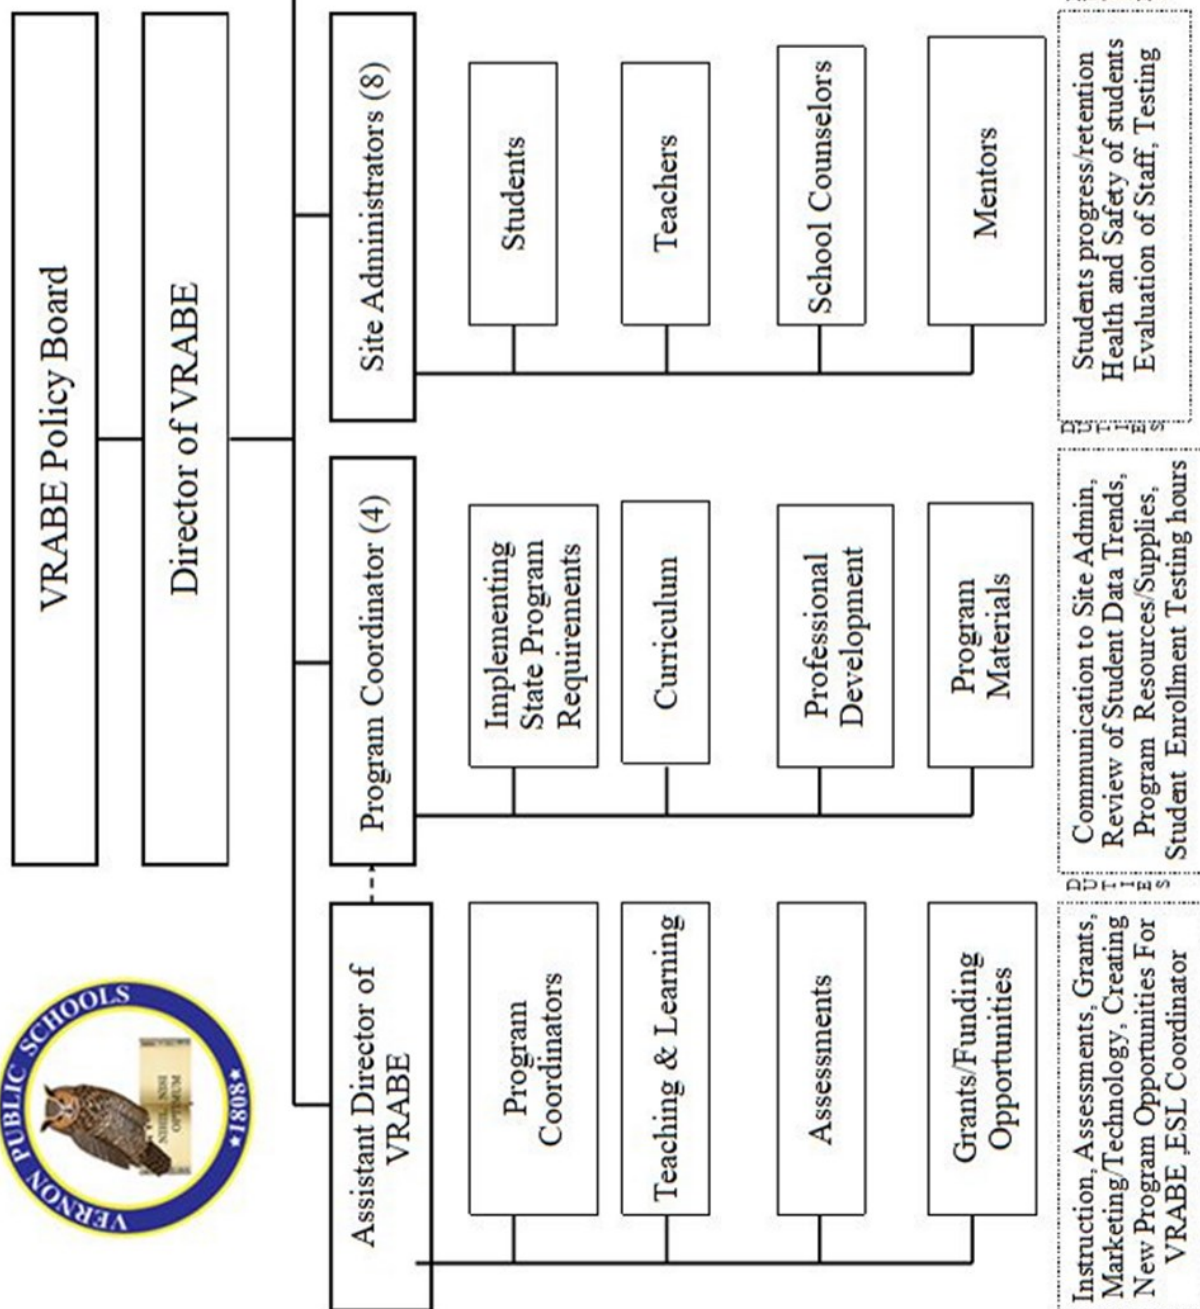 VERNON PUBLIC SCHOOLS
★1808★
NIHIL NISI
OPTIMUM
VRABE Policy Board
Director of VRABE
Assistant Director of
VRABE
Program
Coordinators
Teaching & Learning
Assessments
Grants/Funding
Opportunities
Instruction, Assessments, Grants,
Marketing/Technology, Creating
New Program Opportunities For
VRABE ,ESL Coordinator
DUTIES
Program Coordinator (4)
Implementing
State Program
Requirements
Curriculum
Professional
Development
Program
Materials
Communication to Site Admin,
Review of Student Data Trends,
Program Resources/Supplies,
Student Enrollment Testing hours
DUTIES
Site Administrators (8)
Students
Teachers
School Counselors
Mentors
Students progress/retention
Health and Safety of students
Evaluation of Staff, Testing